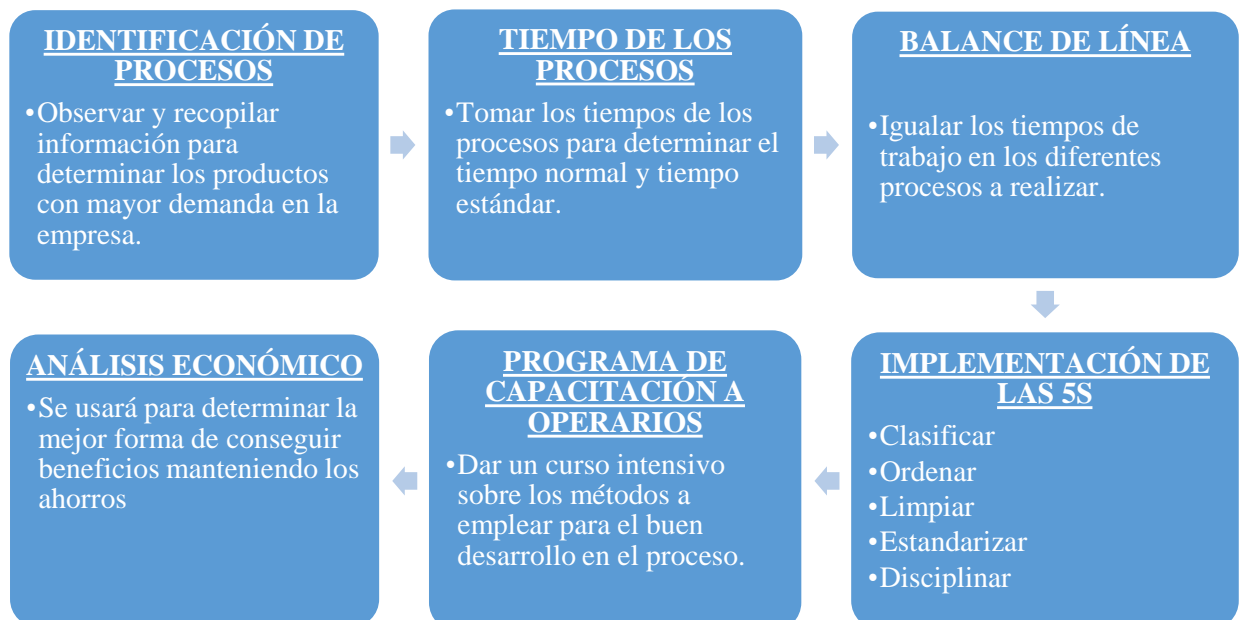 IDENTIFICACIÓN DE
PROCESOS
•Observar y recopilar
información para
determinar los productos
con mayor demanda en la
empresa.
TIEMPO DE LOS
PROCESOS
•Tomar los tiempos de los
procesos para determinar el
tiempo normal y tiempo
estándar.
BALANCE DE LÍNEA
•Igualar los tiempos de
trabajo en los diferentes
procesos a realizar.
IMPLEMENTACIÓN DE
LAS 5S
•Clasificar
•Ordenar
•Limpiar
•Estandarizar
•Disciplinar
PROGRAMA DE
CAPACITACIÓN A
OPERARIOS
•Dar un curso intensivo
sobre los métodos a
emplear para el buen
desarrollo en el proceso.
ANÁLISIS ECONÓMICO
•Se usará para determinar la
mejor forma de conseguir
beneficios manteniendo los
ahorros